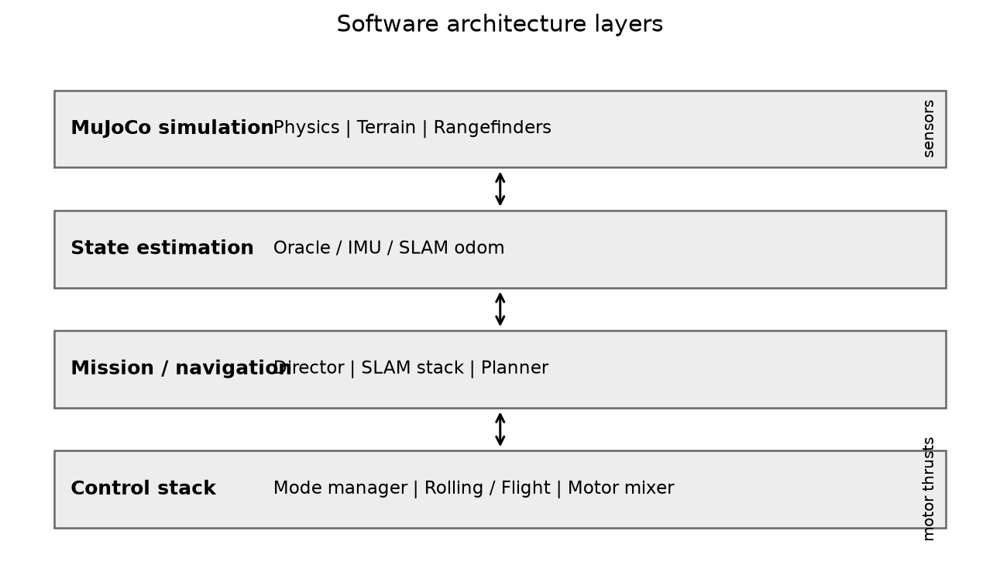 Software architecture layers
MuJoCo simulation Physics | Terrain | Rangefinders
sensors
State estimation Oracle / IMU / SLAM odom
Mission / navigation Director | SLAM stack | Planner
Control stack Mode manager | Rolling / Flight | Motor mixer
motor thrusts